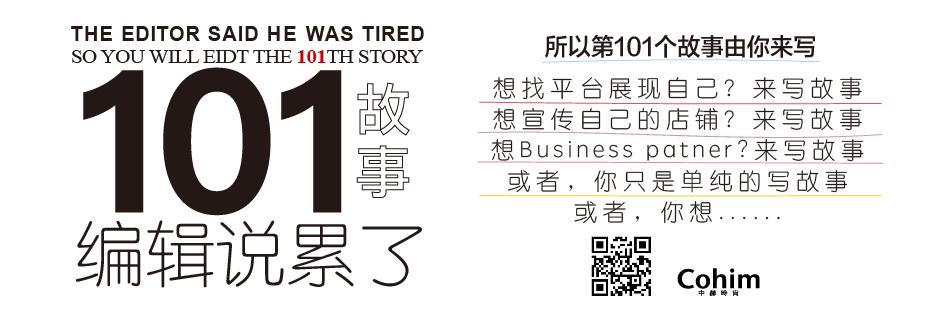 THE EDITOR SAID HE WAS TIRED
SO YOU WILL EIDT THE 101TH STORY
101
故事
编辑说累了
所以第101个故事由你来写
想找平台展现自己？来写故事
想宣传自己的店铺？来写故事
想Business patner?来写故事
或者，你只是单纯的写故事
或者，你想......
Cohim
中赫時尚